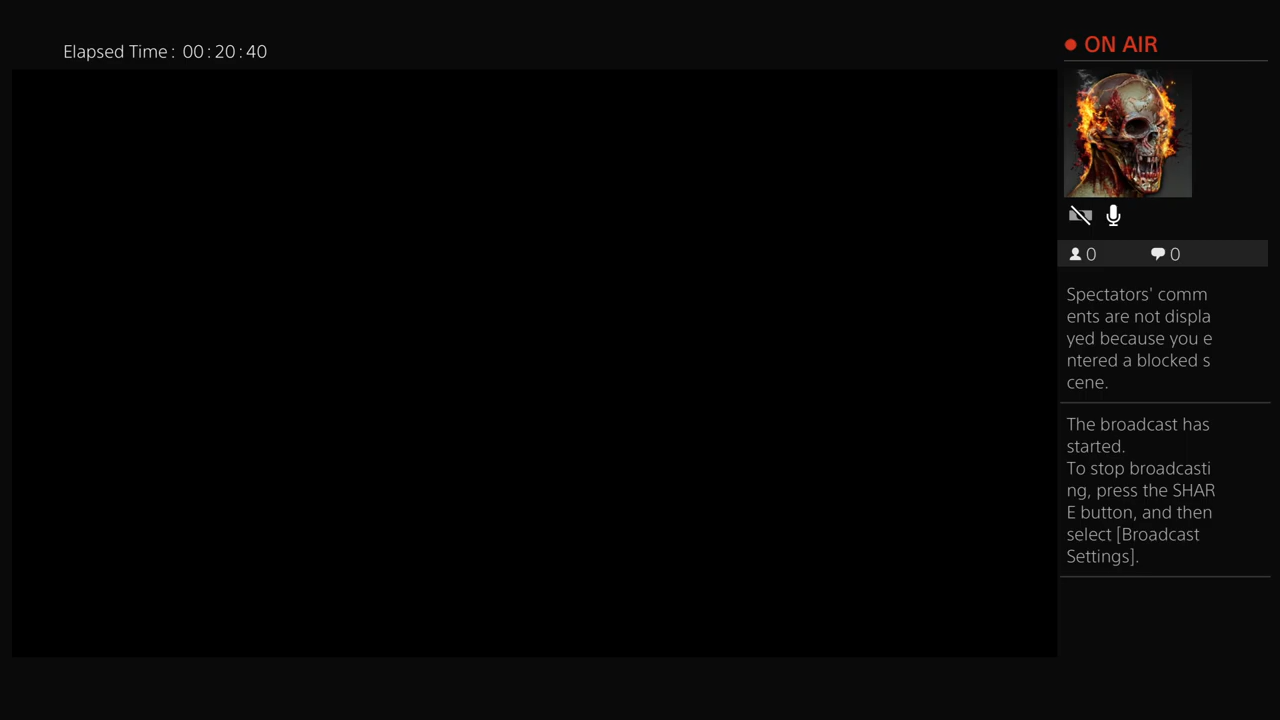 Elapsed Time : 00 : 20 : 40
ON AIR
0 0
Spectators' comm
ents are not displa
yed because you e
ntered a blocked s
cene.
The broadcast has
started.
To stop broadcasti
ng, press the SHAR
E button, and then
select [Broadcast
Settings].